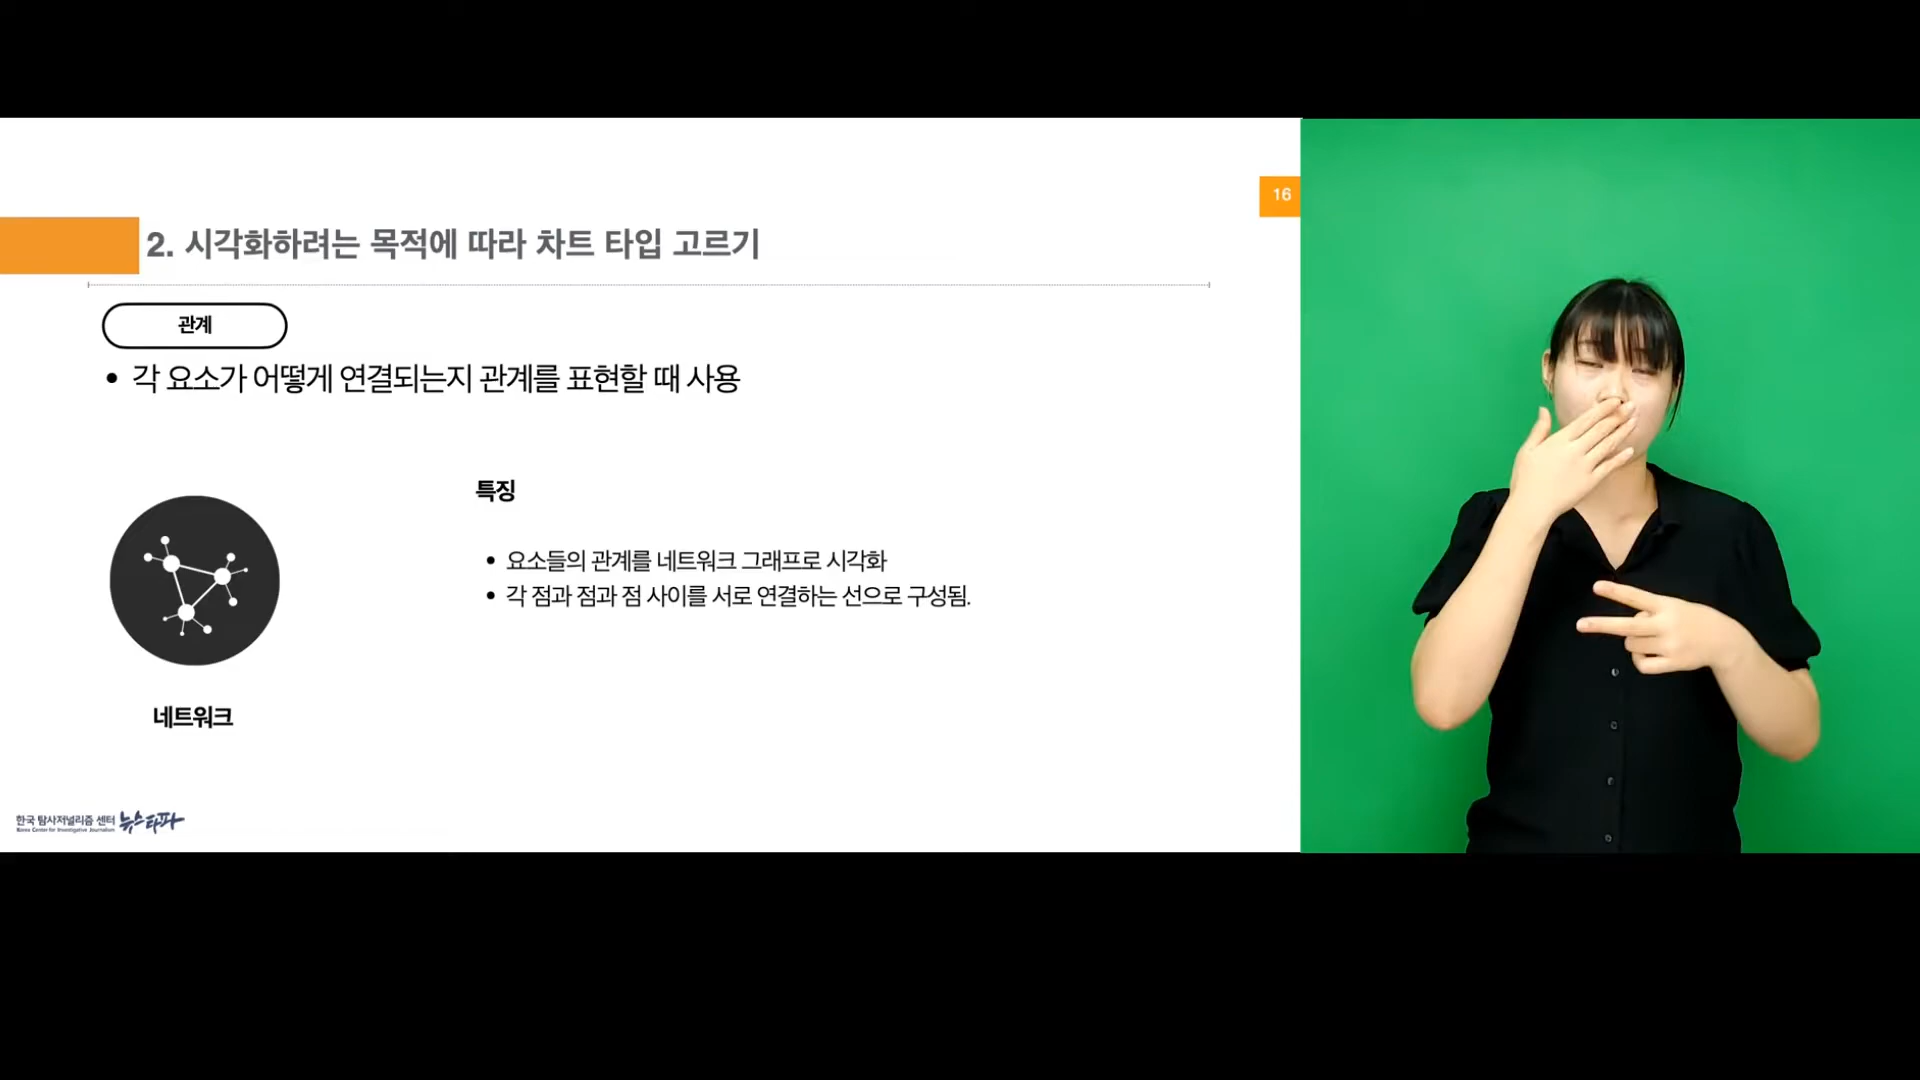 16
2. 시각화하려는 목적에 따라 차트 타입 고르기
관계
• 각 요소가 어떻게 연결되는지 관계를 표현할 때 사용
특징
• 요소들의 관계를 네트워크 그래프로 시각화
• 각 점과 점과 점 사이를 서로 연결하는 선으로 구성됨.
네트워크
한국 탐사저널리즘 센터 뉴스타파
Korea Center for Investigative Journalism